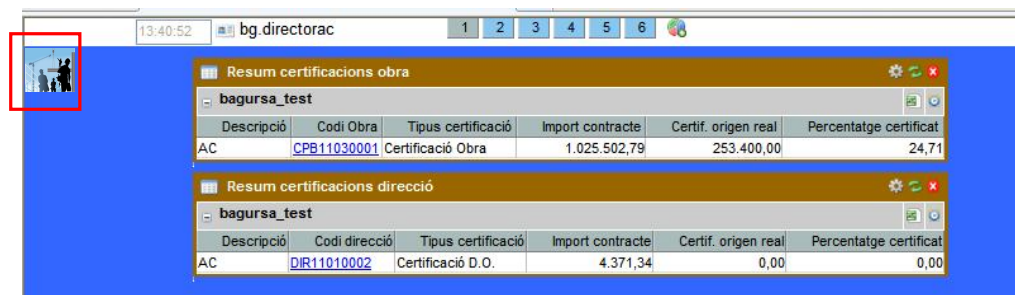 13:40:52 bg.directorac 1 2 3 4 5 6
Resum certificacions obra
bagursa_test
Descripció Codi Obra Tipus certificació Import contracte Certif. origen real Percentatge certificat
AC CPB11030001 Certificació Obra 1.025.502,79 253.400,00 24,71
Resum certificacions direcció
bagursa_test
Descripció Codi direcció Tipus certificació Import contracte Certif. origen real Percentatge certificat
AC DIR11010002 Certificació D.O. 4.371,34 0,00 0,00